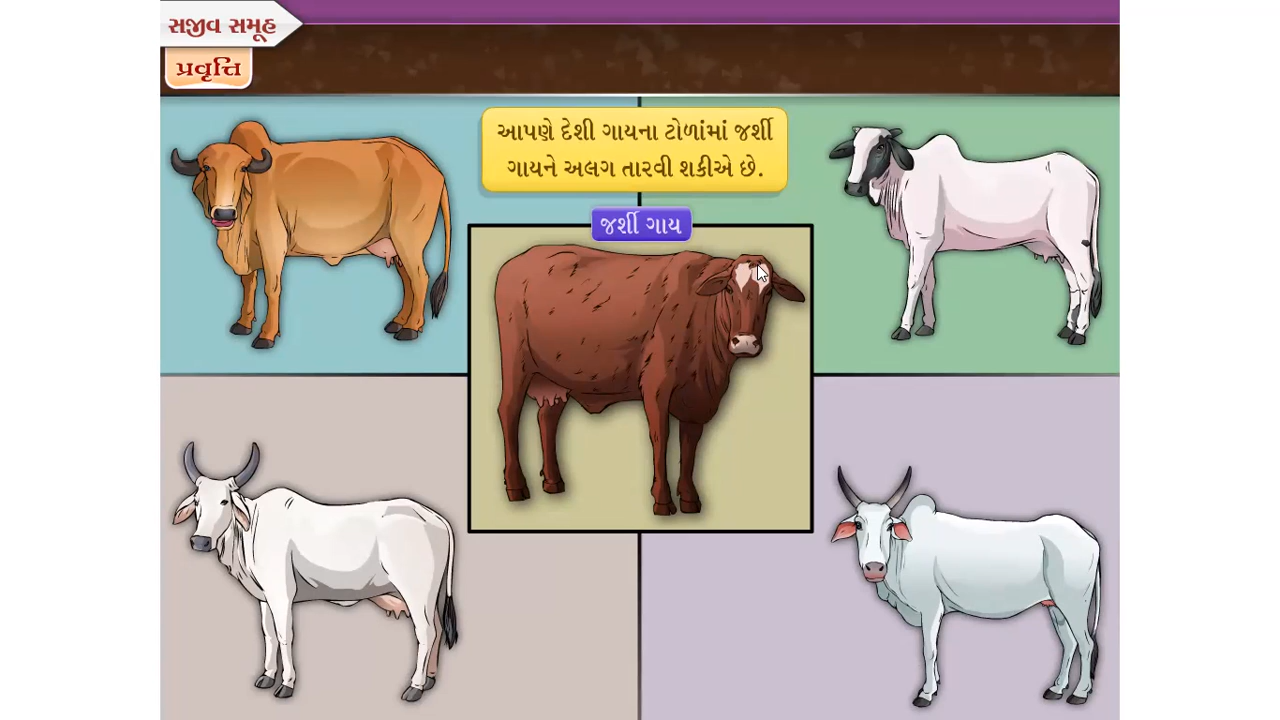 સજીવ સમૂહ
પ્રવૃત્તિ
આપણે દેશી ગાયના ટોળાંમાં જર્શી
ગાયને અલગ તારવી શકીએ છે.
જર્શી ગાય